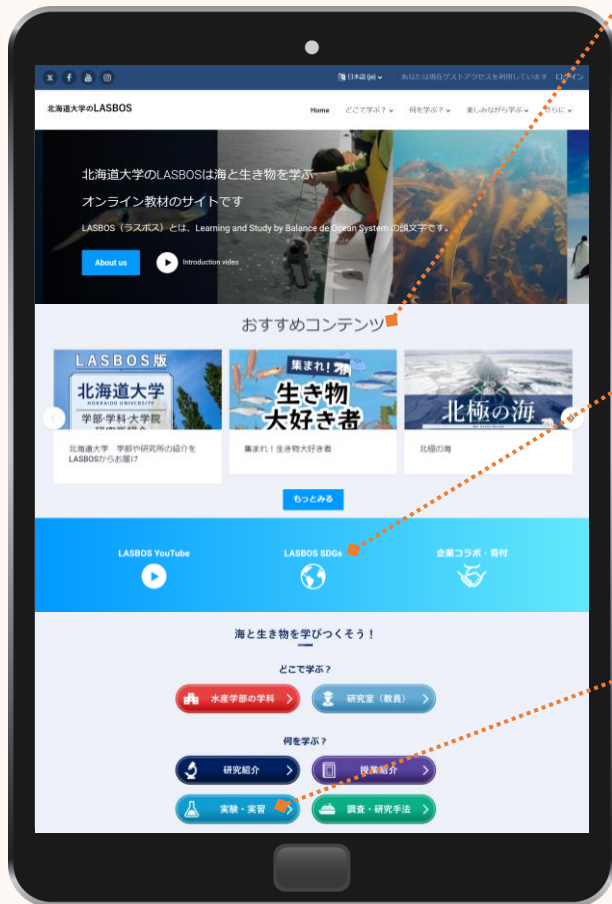 日本語 (ja)
あなたは現在ゲストアクセスを利用しています
ログイン
北海道大学のLASBOS
Home
どこで学ぶ?
何を学ぶ?
楽しみながら学ぶ
さらに
北海道大学のLASBOSは海と生き物を学ぶ
オンライン教材のサイトです
LASBOS(ラスボス)とは、Learning and Study by Balance de Ocean System の頭文字です。
About us
Introduction video
おすすめコンテンツ
LASBOS版
北海道大学
HOKKAIDO UNIVERSITY
学部・学科・大学院
集まれ!
生き物
大好き者
北極の海
北海道大学 学部や研究所の紹介を
LASBOSからお届け
集まれ!生き物大好き者
北極の海
もっとみる
LASBOS YouTube
LASBOS SDGs
企業コラボ・寄付
海と生き物を学びつくそう!
どこで学ぶ?
水産学部の学科
研究室(教員)
何を学ぶ?
研究紹介
授業紹介
実験・実習
調査・研究手法